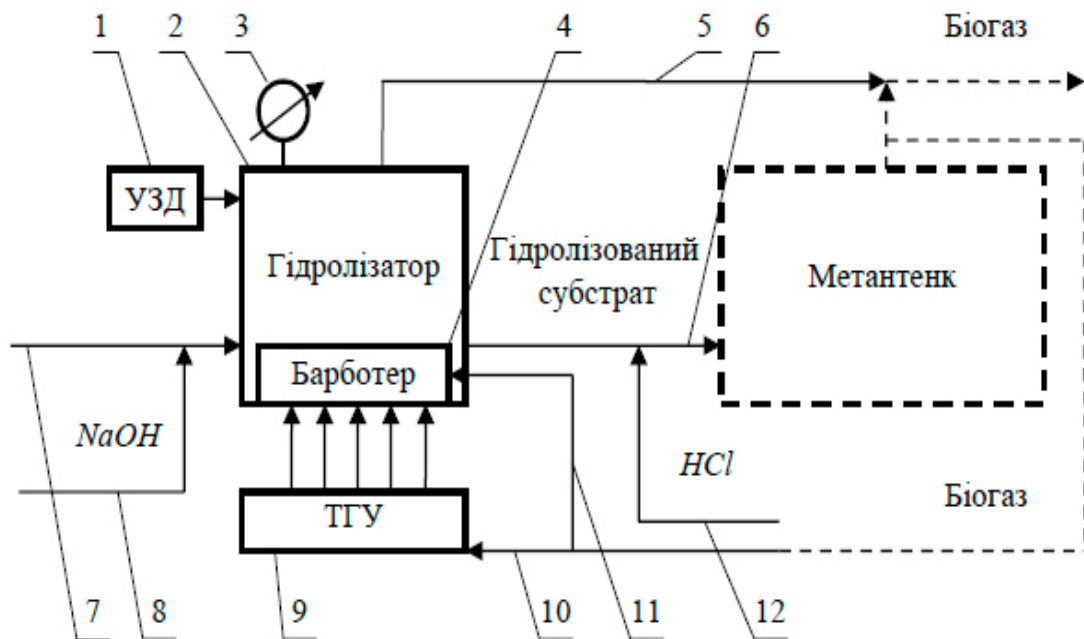 1 2 3 4 5 Біогаз 6
УЗД
Гідролізатор
Гідролізований
субстрат
Метантенк
Барботер
NaOH
HCl
ТГУ
Біогаз
7 8 9 10 11 12